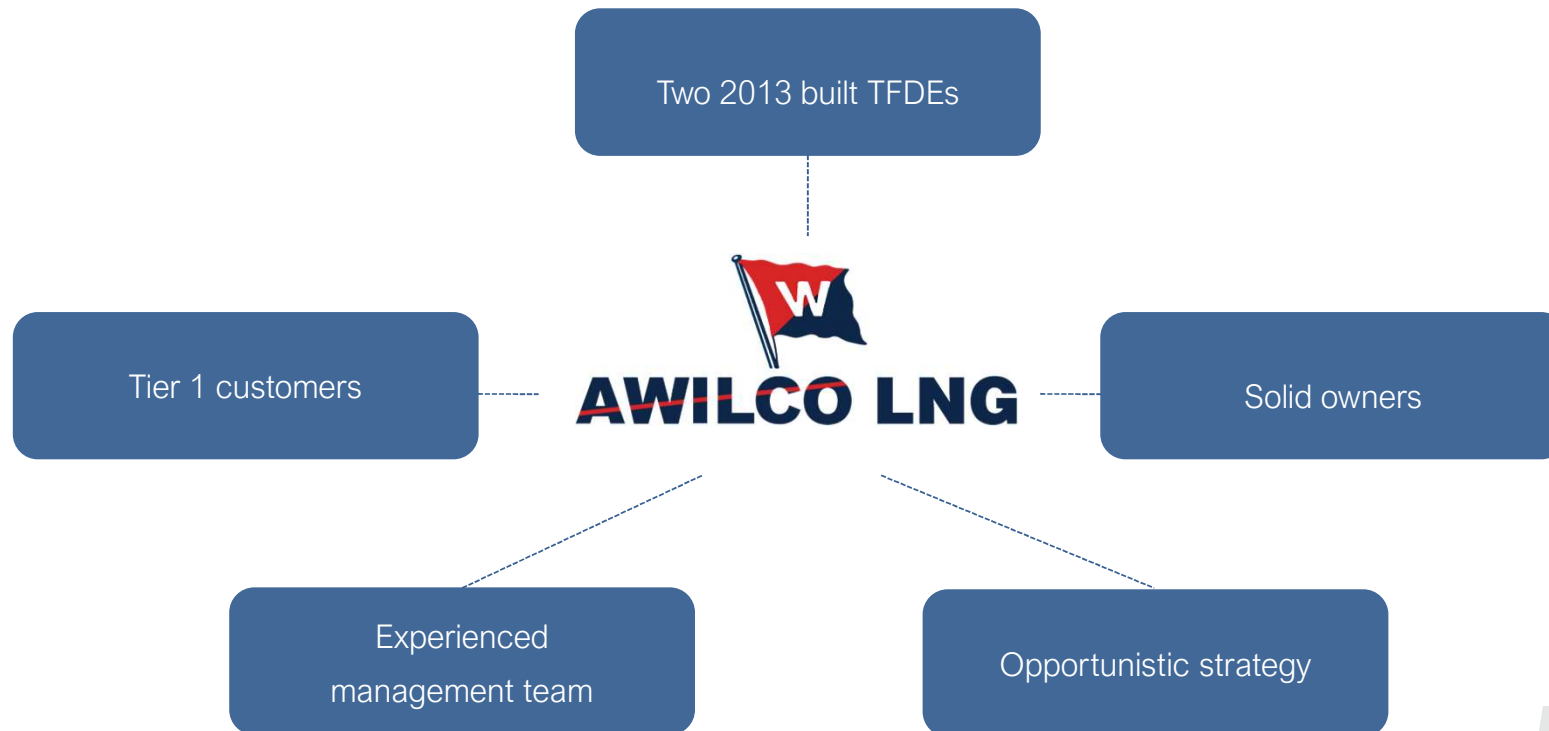 Two 2013 built TFDEs
W
AWILCO LNG
Tier 1 customers
Solid owners
Experienced
management team
Opportunistic strategy